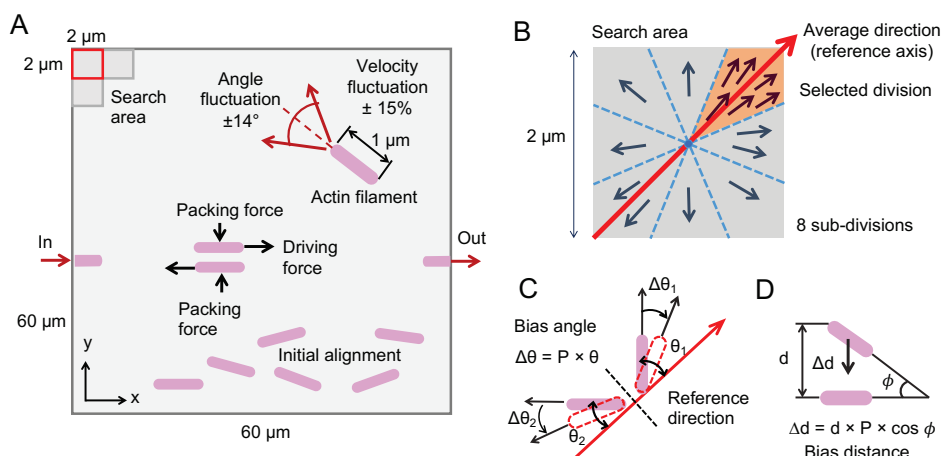 A
2 µm
2 µm
Search
area
Angle
fluctuation
±14°
Velocity
fluctuation
± 15%
1 µm
Actin filament
Packing force
Driving
force
Packing
force
In
Out
60 µm
y
x
Initial alignment
60 µm
B
Search area
Average direction
(reference axis)
Selected division
2 µm
8 sub-divisions
C
Δθ1
Bias angle
Δθ = P × θ
θ1
Reference
direction
Δθ2
θ2
D
d
Δd
ϕ
Δd = d × P × cos ϕ
Bias distance